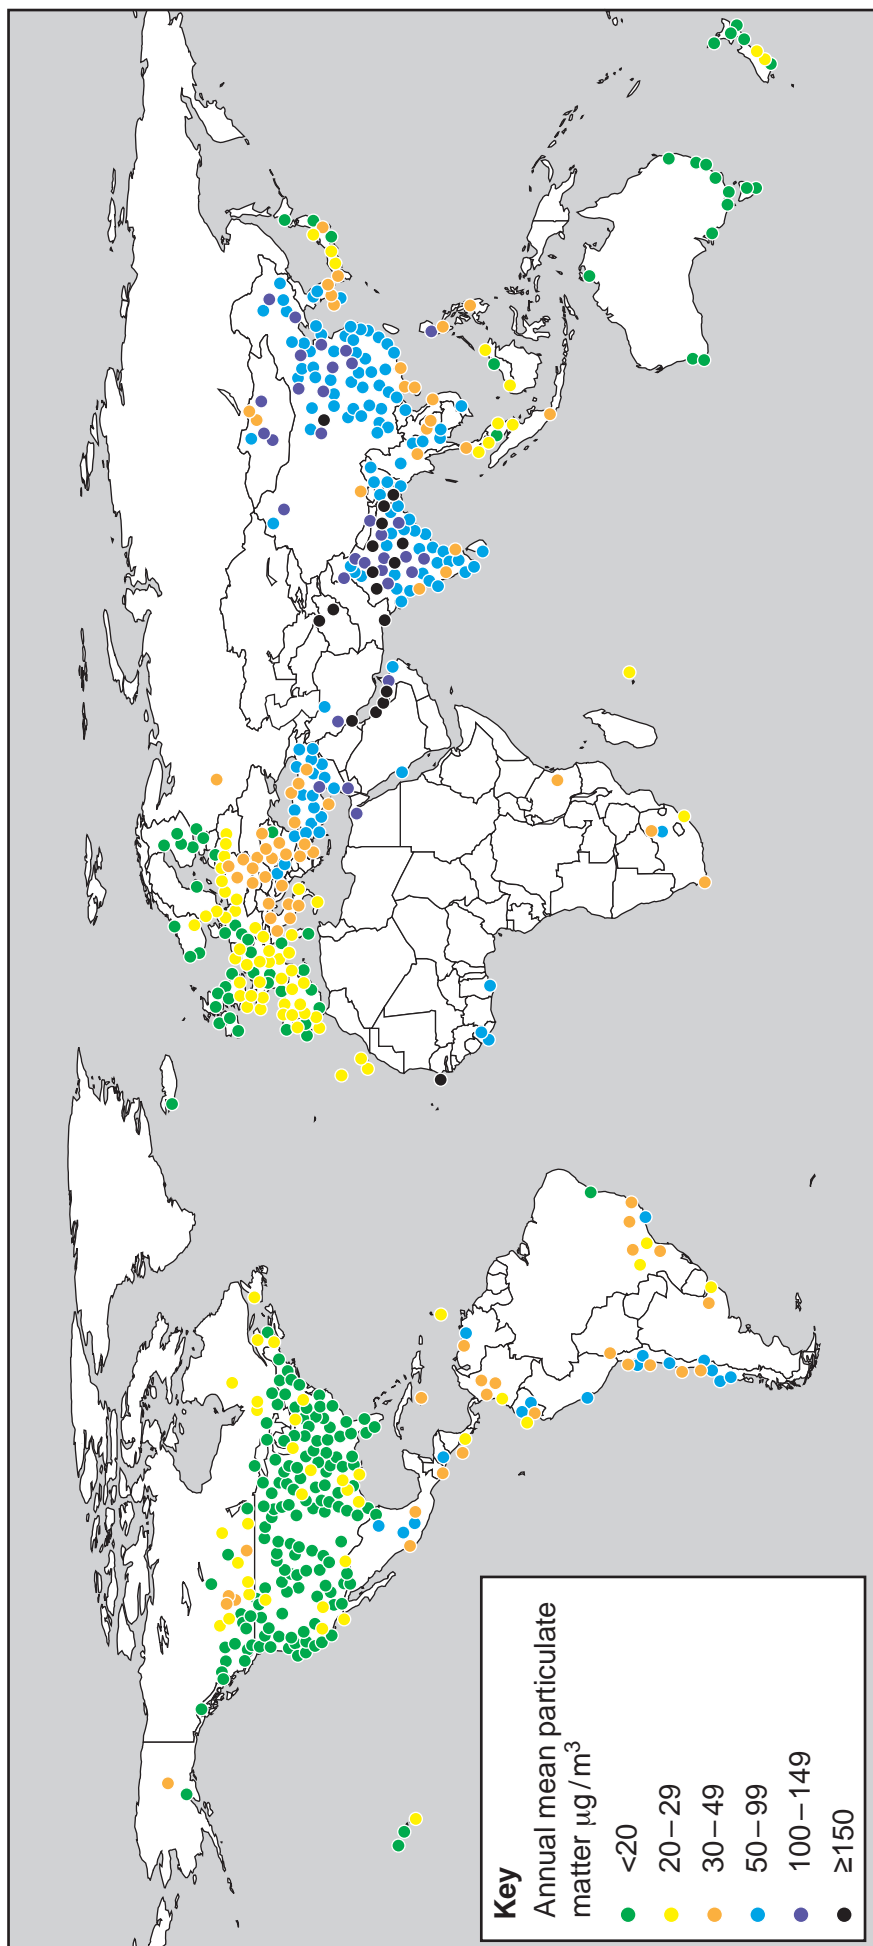 Key
Annual mean particulate
matter µg/m³
<20
20–29
30–49
50–99
100–149
≥150